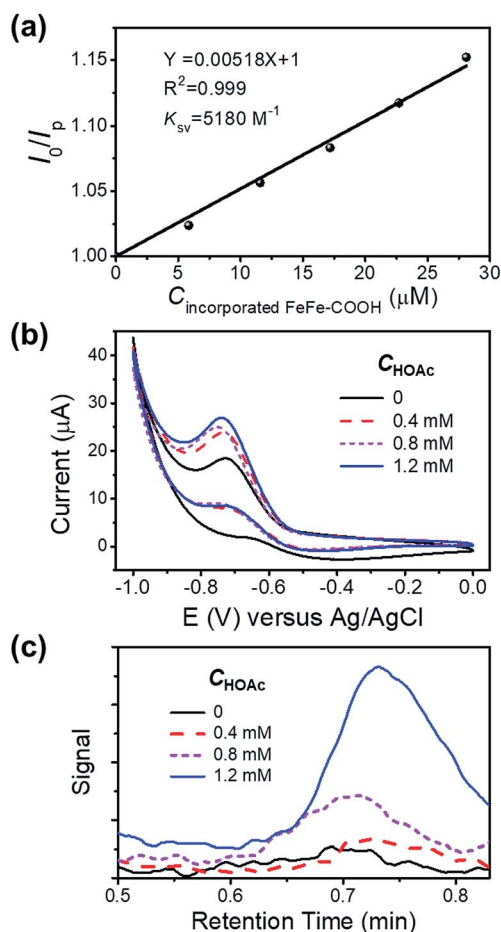 (a)
Y =0.00518X+1
R²=0.999
Ksv=5180 M⁻¹
I₀/Iₚ
1.15
1.10
1.05
1.00
0 5 10 15 20 25 30
C incorporated FeFe-COOH (μM)
(b)
C HOAc
0
0.4 mM
0.8 mM
1.2 mM
Current (μA)
40
30
20
10
0
-1.0 -0.8 -0.6 -0.4 -0.2 0.0
E (V) versus Ag/AgCl
(c)
C HOAc
0
0.4 mM
0.8 mM
1.2 mM
Signal
0.5 0.6 0.7 0.8
Retention Time (min)